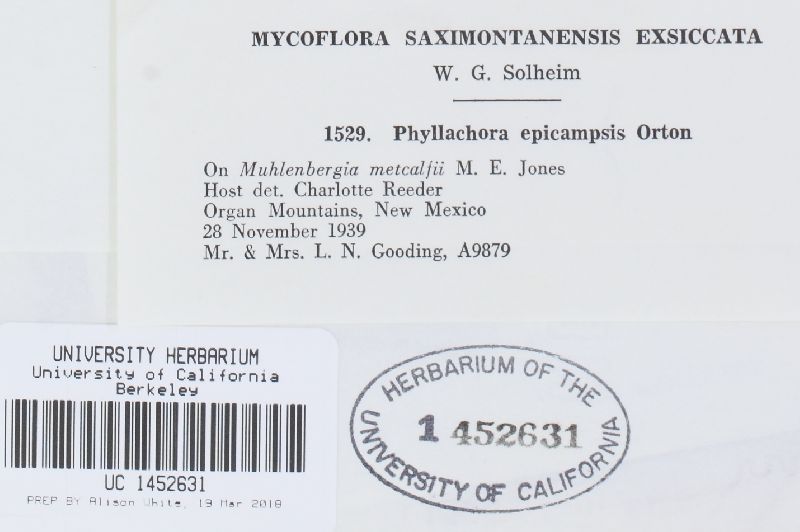 MYCOFLORA SAXIMONTANENSIS EXSICCATA
W. G. Solheim
1529. Phyllachora epicampsis Orton
On Muhlenbergia metcalfii M. E. Jones
Host det. Charlotte Reeder
Organ Mountains, New Mexico
28 November 1939
Mr. & Mrs. L. N. Gooding, A9879
UNIVERSITY HERBARIUM
University of California
Berkeley
UC 1452631
PREP BY Alison White, 19 Mar 2018
HERBARIUM OF THE
1 452631
UNIVERSITY OF CALIFORNIA